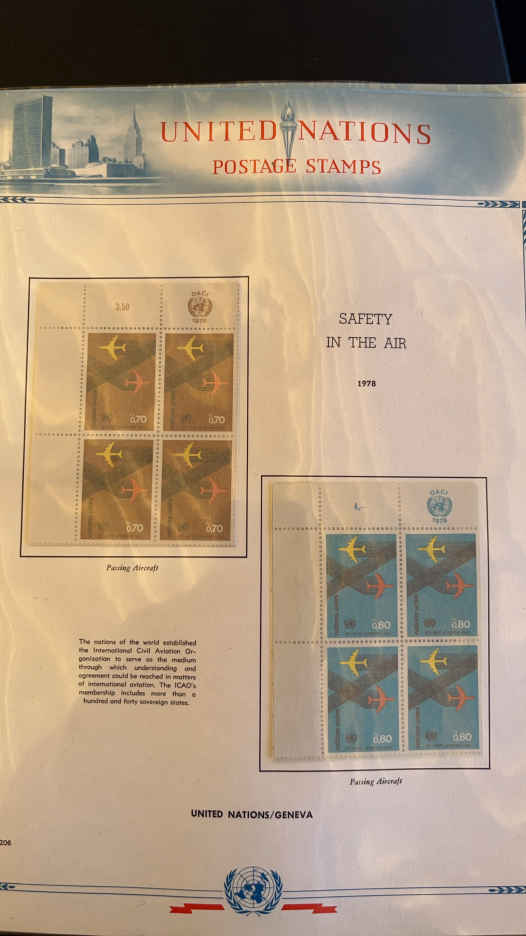 UNITED NATIONS
POSTAGE STAMPS
SAFETY
IN THE AIR
1978
3,50
OACI
1978
0,70
0,70
0,70
0,70
Passing Aircraft
4,-
OACI
1978
0,80
0,80
0,80
0,80
Passing Aircraft
The nations of the world established
the International Civil Aviation Or-
ganisation to serve as the medium
through which understanding and
agreement could be reached in matters
of international aviation. The ICAO's
membership includes more than a
hundred and forty sovereign states.
UNITED NATIONS/GENEVA
206